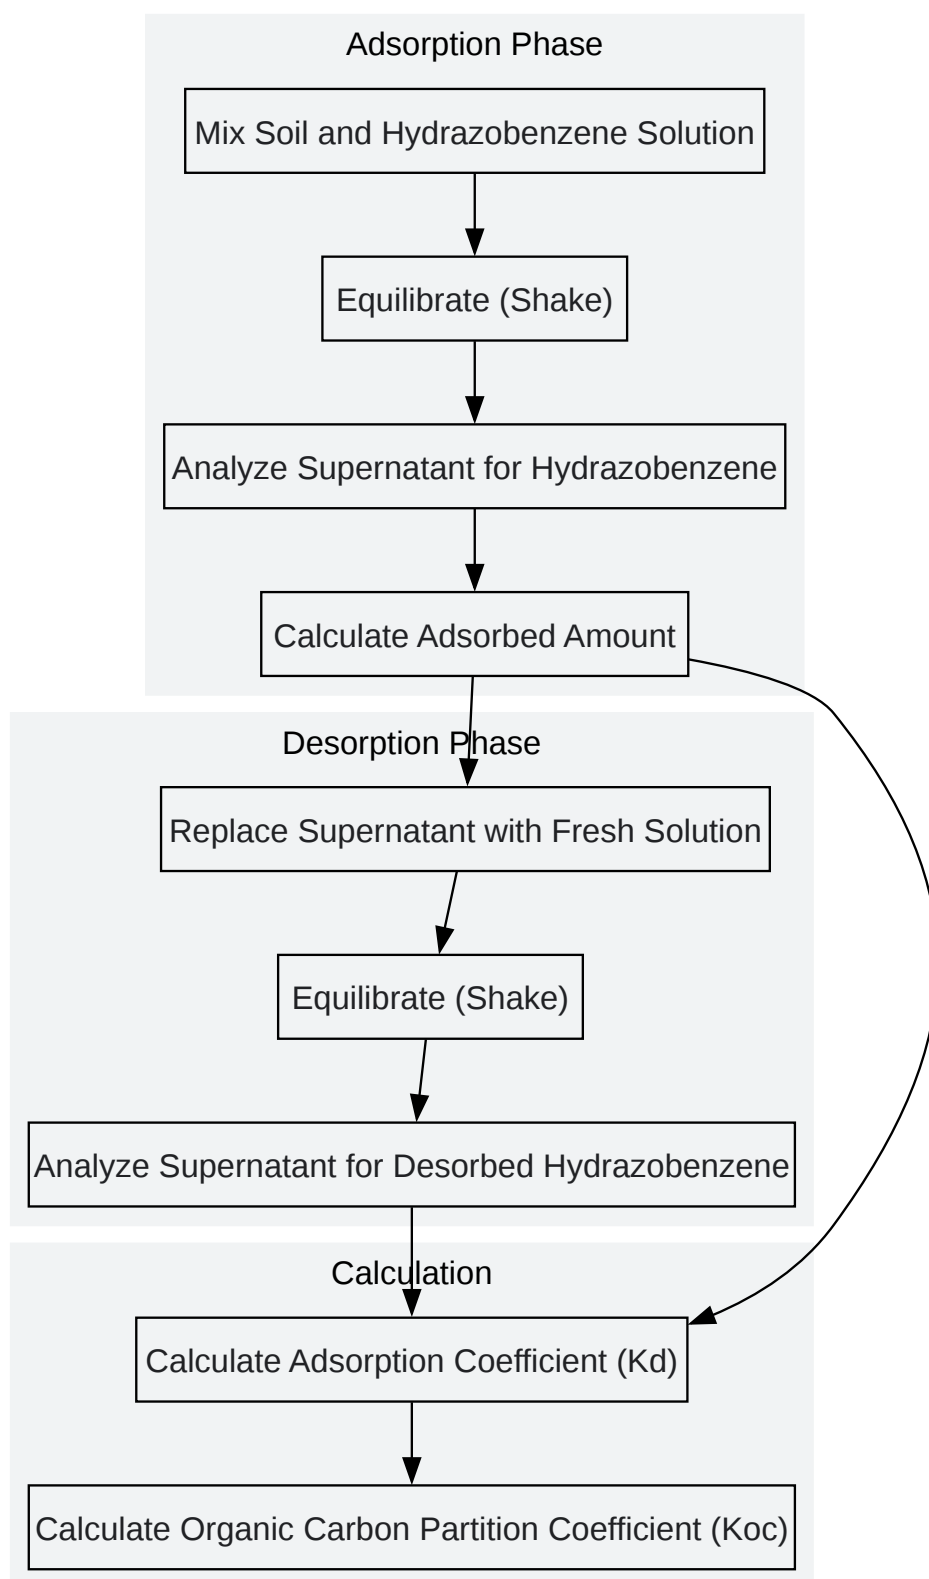 Adsorption Phase
Mix Soil and Hydrazobenzene Solution
Equilibrate (Shake)
Analyze Supernatant for Hydrazobenzene
Calculate Adsorbed Amount
Desorption Phase
Replace Supernatant with Fresh Solution
Equilibrate (Shake)
Analyze Supernatant for Desorbed Hydrazobenzene
Calculation
Calculate Adsorption Coefficient (Kd)
Calculate Organic Carbon Partition Coefficient (Koc)